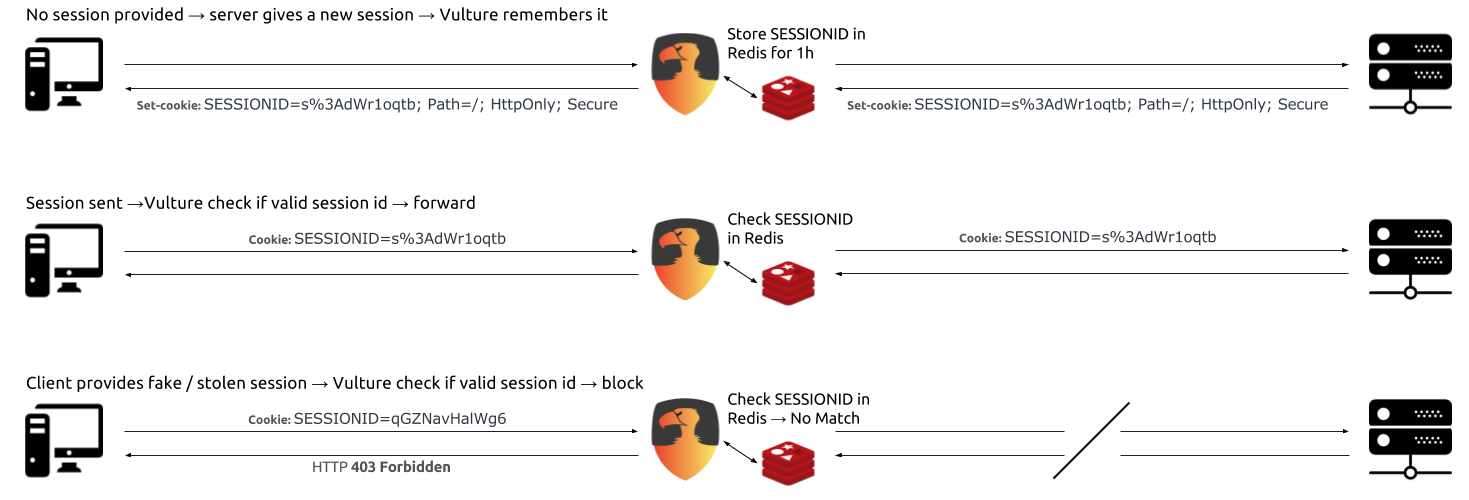 No session provided → server gives a new session → Vulture remembers it
Store SESSIONID in
Redis for 1h
Set-cookie: SESSIONID=s%3AdWr1oqtb; Path=/; HttpOnly; Secure
Set-cookie: SESSIONID=s%3AdWr1oqtb; Path=/; HttpOnly; Secure
Session sent →Vulture check if valid session id → forward
Check SESSIONID
in Redis
Cookie: SESSIONID=s%3AdWr1oqtb
Cookie: SESSIONID=s%3AdWr1oqtb
Client provides fake / stolen session → Vulture check if valid session id → block
Check SESSIONID in
Redis → No Match
Cookie: SESSIONID=qGZNavHalWg6
HTTP 403 Forbidden